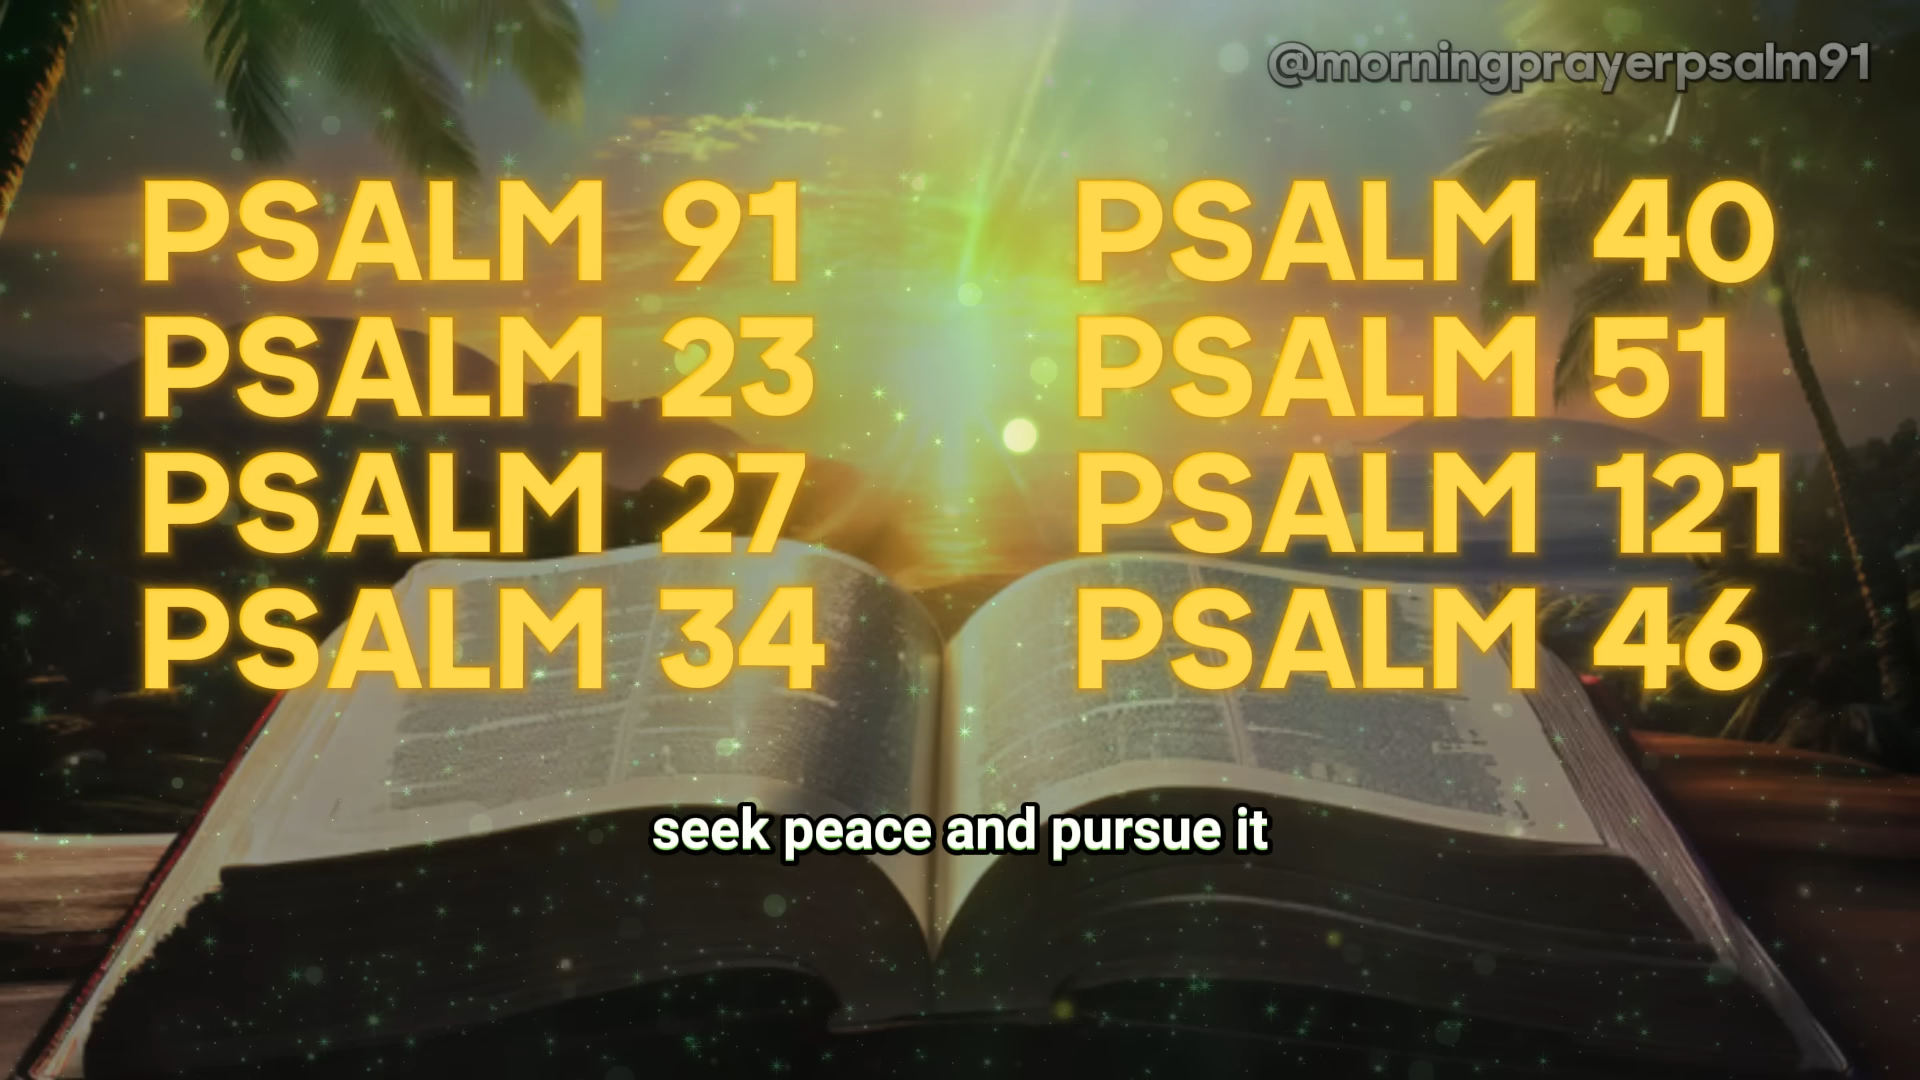 @morningprayerpsalm91
PSALM 91
PSALM 23
PSALM 27
PSALM 34
PSALM 40
PSALM 51
PSALM 121
PSALM 46
seek peace and pursue it